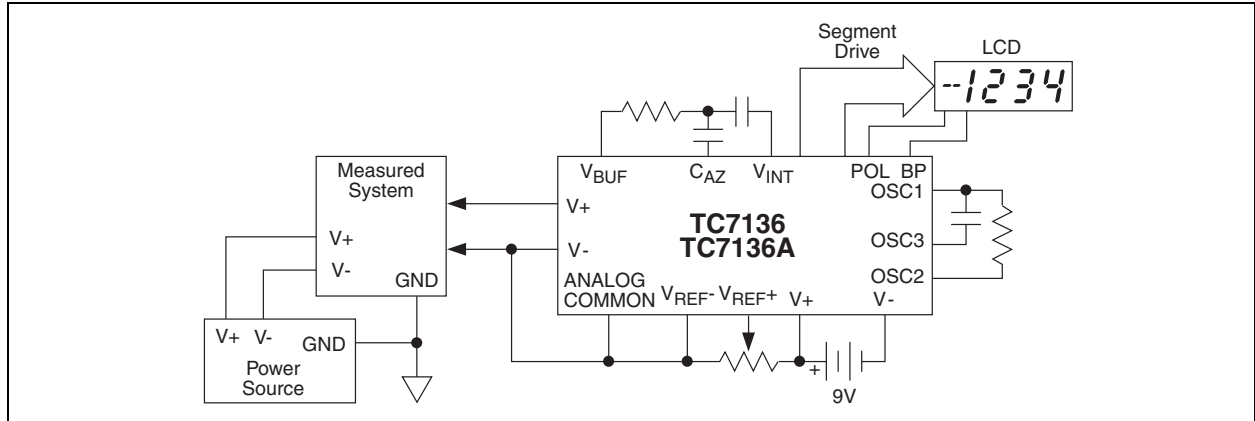 Segment
Drive
LCD
--1234
VBUF
CAZ
VINT
POL BP
Measured
System
V+
V-
GND
V+
V-
TC7136
TC7136A
OSC1
OSC3
OSC2
ANALOG
COMMON
VREF- VREF+ V+
V-
V+ V- GND
Power
Source
+
9V